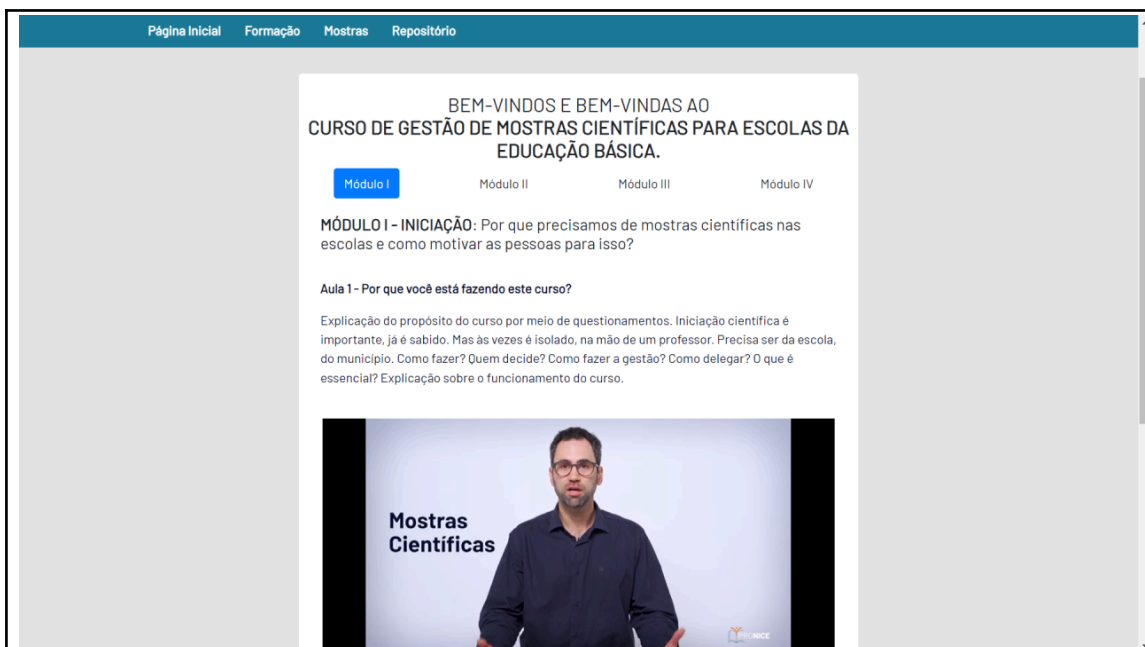 Página Inicial Formação Mostras Repositório
BEM-VINDOS E BEM-VINDAS AO
CURSO DE GESTÃO DE MOSTRAS CIENTÍFICAS PARA ESCOLAS DA
EDUCAÇÃO BÁSICA.
Módulo I Módulo II Módulo III Módulo IV
MÓDULO I - INICIAÇÃO: Por que precisamos de mostras científicas nas
escolas e como motivar as pessoas para isso?
Aula 1 - Por que você está fazendo este curso?
Explicação do propósito do curso por meio de questionamentos. Iniciação científica é
importante, já é sabido. Mas às vezes é isolado, na mão de um professor. Precisa ser da escola,
do município. Como fazer? Quem decide? Como fazer a gestão? Como delegar? O que é
essencial? Explicação sobre o funcionamento do curso.
Mostras
Científicas